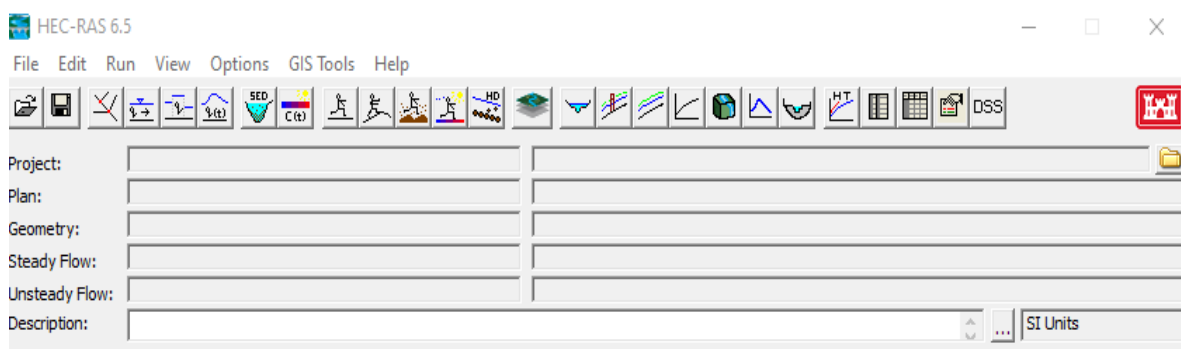 HEC-RAS 6.5
File Edit Run View Options GIS Tools Help
SED C(t) HD HT DSS
Project:
Plan:
Geometry:
Steady Flow:
Unsteady Flow:
Description: ... SI Units